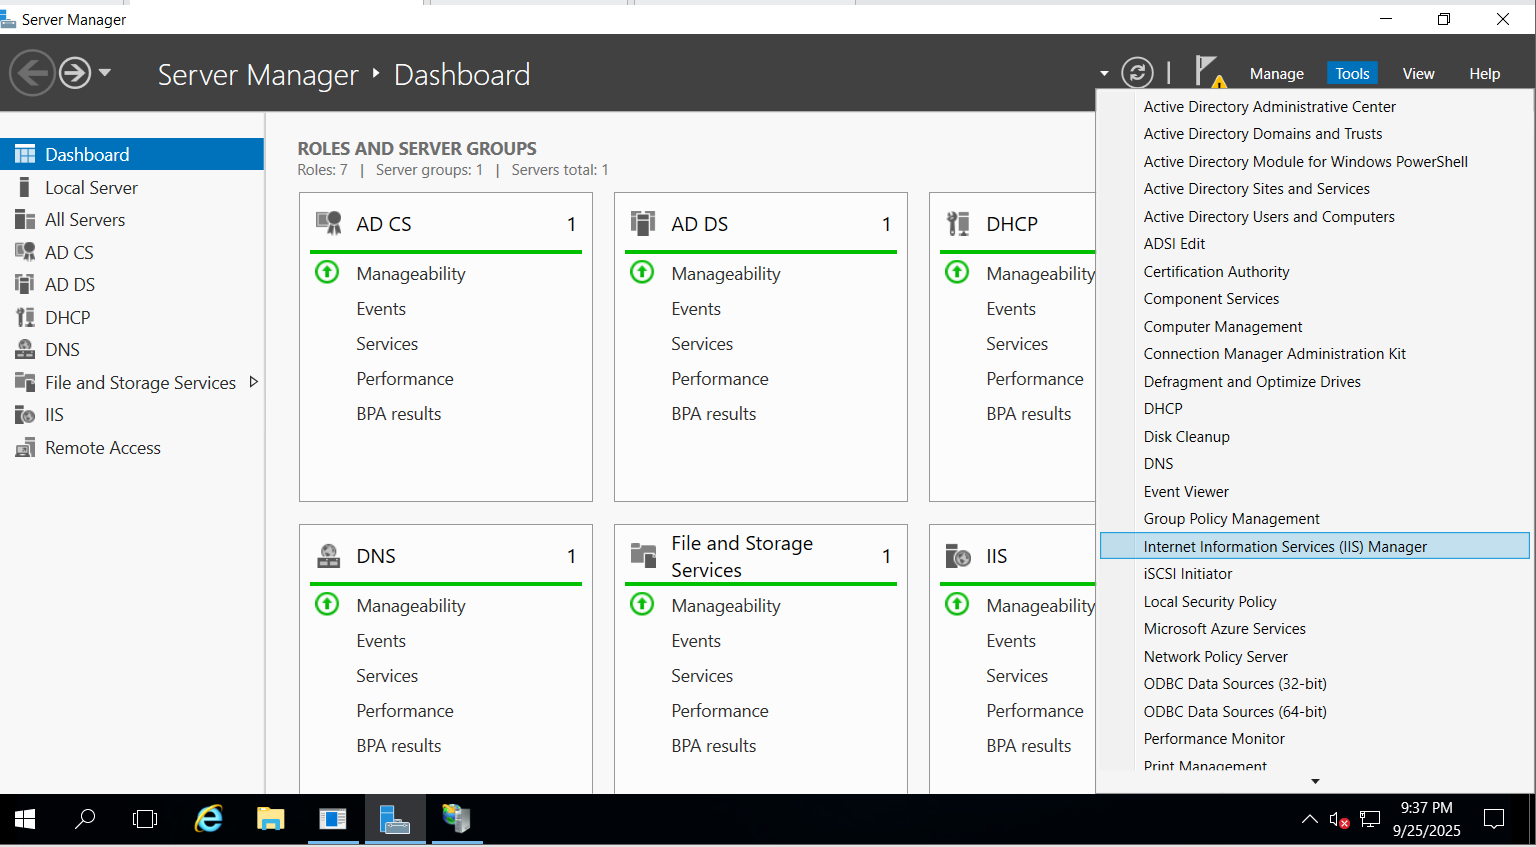 Server Manager
Server Manager ‣ Dashboard
Manage Tools View Help
Dashboard
Local Server
All Servers
AD CS
AD DS
DHCP
DNS
File and Storage Services
IIS
Remote Access
ROLES AND SERVER GROUPS
Roles: 7 | Server groups: 1 | Servers total: 1
AD CS 1
Manageability
Events
Services
Performance
BPA results
AD DS 1
Manageability
Events
Services
Performance
BPA results
DHCP
Manageability
Events
Services
Performance
BPA results
DNS 1
Manageability
Events
Services
Performance
BPA results
File and Storage
Services 1
Manageability
Events
Services
Performance
BPA results
IIS
Manageability
Events
Services
Performance
BPA results
Active Directory Administrative Center
Active Directory Domains and Trusts
Active Directory Module for Windows PowerShell
Active Directory Sites and Services
Active Directory Users and Computers
ADSI Edit
Certification Authority
Component Services
Computer Management
Connection Manager Administration Kit
Defragment and Optimize Drives
DHCP
Disk Cleanup
DNS
Event Viewer
Group Policy Management
Internet Information Services (IIS) Manager
iSCSI Initiator
Local Security Policy
Microsoft Azure Services
Network Policy Server
ODBC Data Sources (32-bit)
ODBC Data Sources (64-bit)
Performance Monitor
Print Management
9:37 PM
9/25/2025